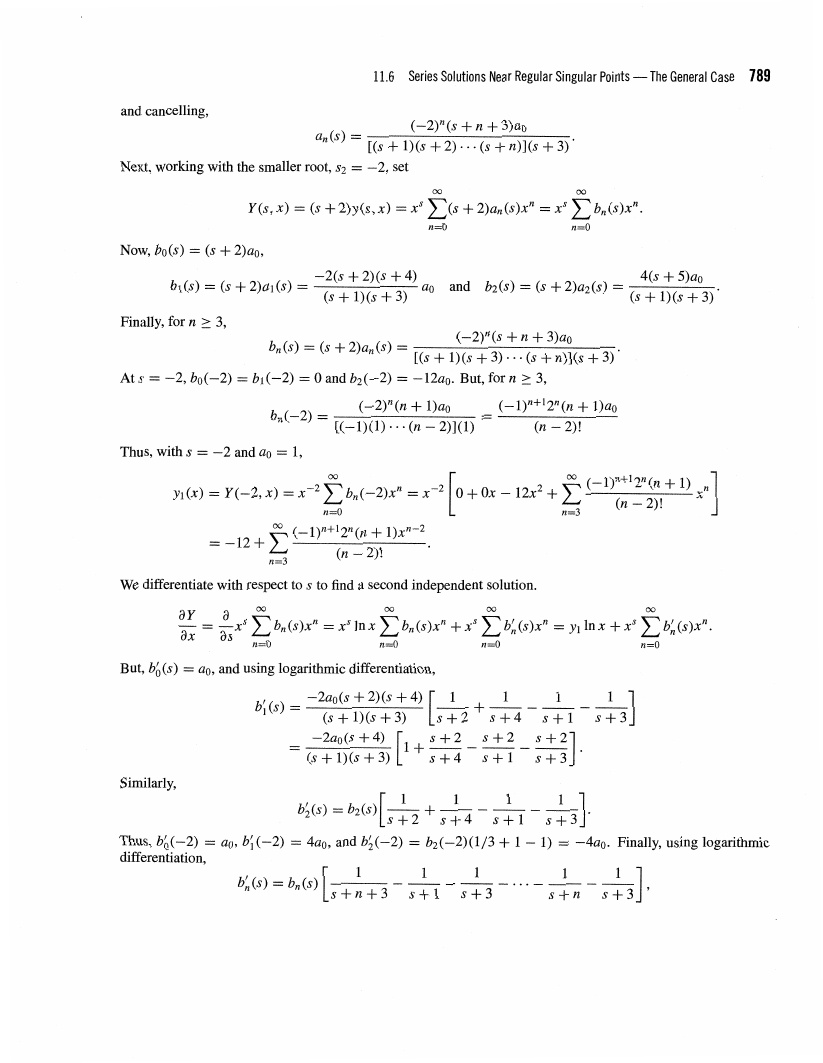 11.6 Series Solutions Near Regular Singular Points — The General Case 789
and cancelling,
a_n(s) = \frac{(-2)^n(s + n + 3)a_0}{[(s + 1)(s + 2) \cdots (s + n)](s + 3)}.
Next, working with the smaller root, s_2 = −2, set
Y(s, x) = (s + 2)y(s, x) = x^s \sum_{n=0}^{\infty} (s + 2)a_n(s)x^n = x^s \sum_{n=0}^{\infty} b_n(s)x^n.
Now, b_0(s) = (s + 2)a_0,
b_1(s) = (s + 2)a_1(s) = \frac{-2(s + 2)(s + 4)}{(s + 1)(s + 3)} a_0 and b_2(s) = (s + 2)a_2(s) = \frac{4(s + 5)a_0}{(s + 1)(s + 3)}.
Finally, for n ≥ 3,
b_n(s) = (s + 2)a_n(s) = \frac{(-2)^n(s + n + 3)a_0}{[(s + 1)(s + 3) \cdots (s + n)](s + 3)}.
At s = −2, b_0(−2) = b_1(−2) = 0 and b_2(−2) = −12a_0. But, for n ≥ 3,
b_n(-2) = \frac{(-2)^n(n + 1)a_0}{[(-1)(1) \cdots (n - 2)](1)} = \frac{(-1)^{n+1}2^n(n + 1)a_0}{(n - 2)!}
Thus, with s = −2 and a_0 = 1,
y_1(x) = Y(-2, x) = x^{-2} \sum_{n=0}^{\infty} b_n(-2)x^n = x^{-2} \left[ 0 + 0x - 12x^2 + \sum_{n=3}^{\infty} \frac{(-1)^{n+1}2^n(n + 1)}{(n - 2)!} x^n \right]
= -12 + \sum_{n=3}^{\infty} \frac{(-1)^{n+1}2^n(n + 1)x^{n-2}}{(n - 2)!}.
We differentiate with respect to s to find a second independent solution.
\frac{\partial Y}{\partial x} = \frac{\partial}{\partial s} x^s \sum_{n=0}^{\infty} b_n(s)x^n = x^s \ln x \sum_{n=0}^{\infty} b_n(s)x^n + x^s \sum_{n=0}^{\infty} b'_n(s)x^n = y_1 \ln x + x^s \sum_{n=0}^{\infty} b'_n(s)x^n.
But, b'_0(s) = a_0, and using logarithmic differentiation,
b'_1(s) = \frac{-2a_0(s + 2)(s + 4)}{(s + 1)(s + 3)} \left[ \frac{1}{s + 2} + \frac{1}{s + 4} - \frac{1}{s + 1} - \frac{1}{s + 3} \right]
= \frac{-2a_0(s + 4)}{(s + 1)(s + 3)} \left[ 1 + \frac{s + 2}{s + 4} - \frac{s + 2}{s + 1} - \frac{s + 2}{s + 3} \right].
Similarly,
b'_2(s) = b_2(s) \left[ \frac{1}{s + 2} + \frac{1}{s + 4} - \frac{1}{s + 1} - \frac{1}{s + 3} \right].
Thus, b'_0(−2) = a_0, b'_1(−2) = 4a_0, and b'_2(−2) = b_2(−2)(1/3 + 1 − 1) = −4a_0. Finally, using logarithmic
differentiation,
b'_n(s) = b_n(s) \left[ \frac{1}{s + n + 3} - \frac{1}{s + 1} - \frac{1}{s + 3} - \cdots - \frac{1}{s + n} - \frac{1}{s + 3} \right],